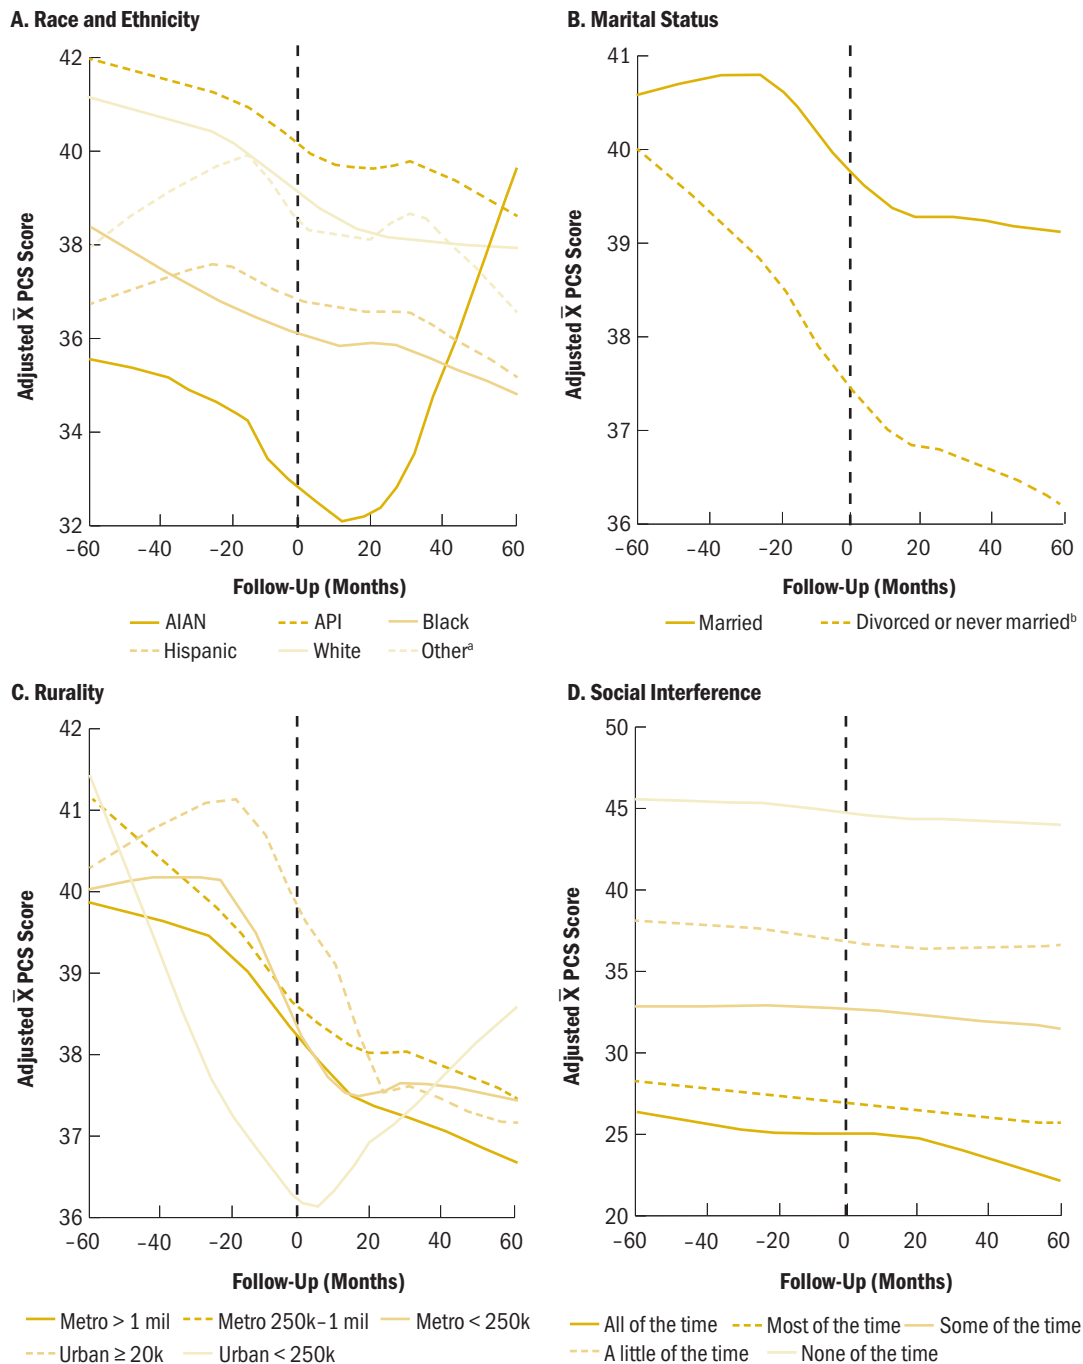 A. Race and Ethnicity
42
40
38
36
34
32
Adjusted X̅ PCS Score
−60 −40 −20 0 20 40 60
Follow-Up (Months)
AIAN API Black
Hispanic White Otherᵃ
B. Marital Status
41
40
39
38
37
36
Adjusted X̅ PCS Score
−60 −40 −20 0 20 40 60
Follow-Up (Months)
Married Divorced or never marriedᵇ
C. Rurality
42
41
40
39
38
37
36
Adjusted X̅ PCS Score
−60 −40 −20 0 20 40 60
Follow-Up (Months)
Metro > 1 mil Metro 250k–1 mil Metro < 250k
Urban ≥ 20k Urban < 250k
D. Social Interference
50
45
40
35
30
25
20
Adjusted X̅ PCS Score
−60 −40 −20 0 20 40 60
Follow-Up (Months)
All of the time Most of the time Some of the time
A little of the time None of the time